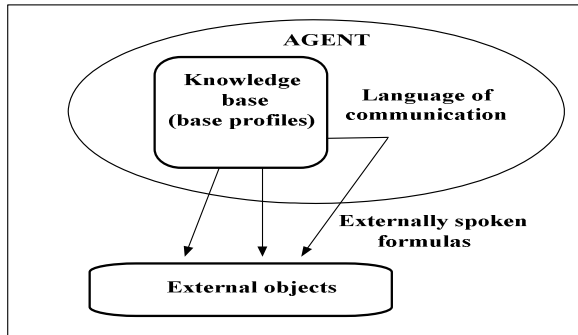 AGENT
Knowledge
base
(base profiles)
Language of
communication
Externally spoken
formulas
External objects